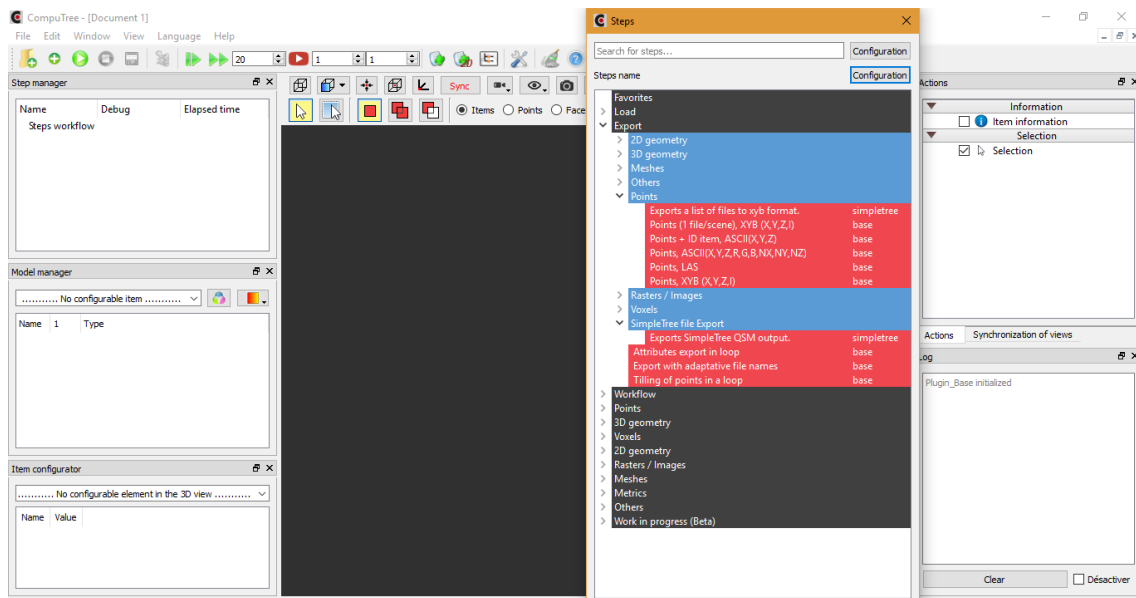 CompuTree - [Document 1]
File Edit Window View Language Help
20 1 1
Step manager
Name Debug Elapsed time
Steps workflow
Model manager
........... No configurable item ...........
Name 1 Type
Item configurator
........... No configurable element in the 3D view ...........
Name Value
Sync
Items Points Face
Steps
Search for steps... Configuration
Steps name Configuration
Favorites
Load
Export
2D geometry
3D geometry
Meshes
Others
Points
Exports a list of files to xyb format. simpletree
Points (1 file/scene), XYB (X,Y,Z,I) base
Points + ID item, ASCII(X,Y,Z) base
Points, ASCII(X,Y,Z,R,G,B,NX,NY,NZ) base
Points, LAS base
Points, XYB (X,Y,Z,I) base
Rasters / Images
Voxels
SimpleTree file Export
Exports SimpleTree QSM output. simpletree
Attributes export in loop base
Export with adaptative file names base
Tilling of points in a loop base
Workflow
Points
3D geometry
Voxels
2D geometry
Rasters / Images
Meshes
Metrics
Others
Work in progress (Beta)
Actions
Information
Item information
Selection
Selection
Actions Synchronization of views
Log
Plugin_Base initialized
Clear Désactiver